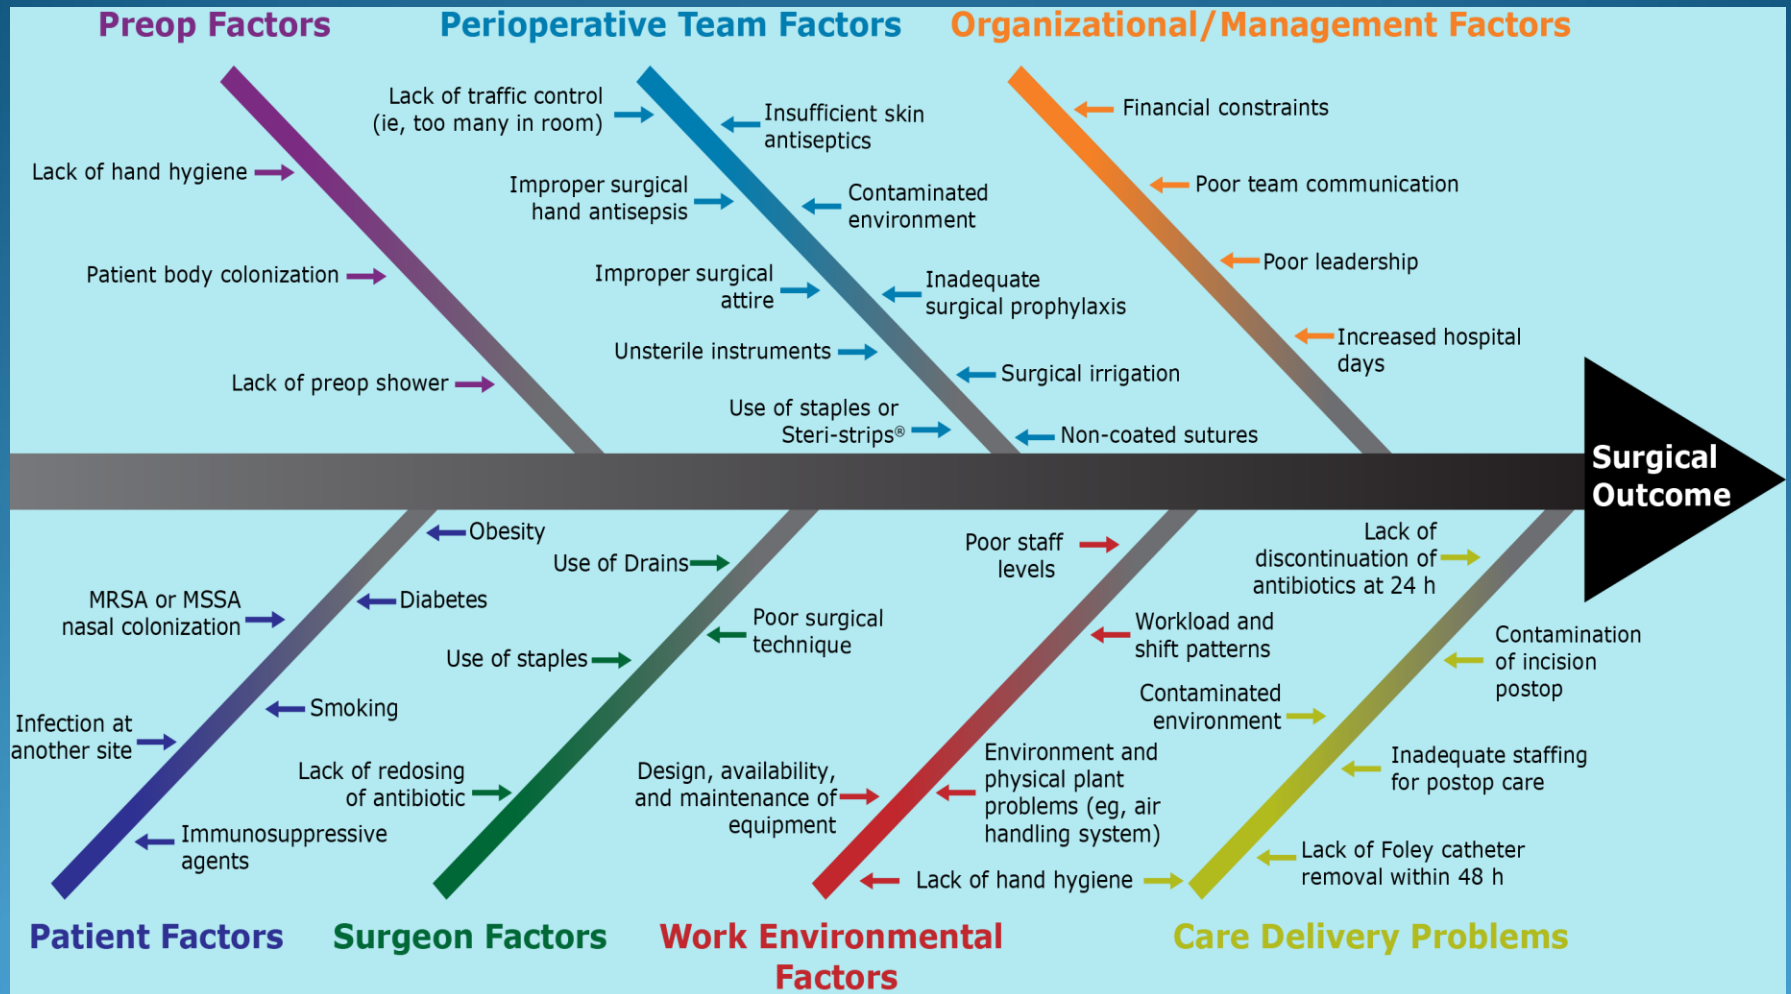 Preop Factors
Perioperative Team Factors
Organizational/Management Factors
Lack of hand hygiene
Patient body colonization
Lack of preop shower
Lack of traffic control
(ie, too many in room)
Insufficient skin
antiseptics
Improper surgical
hand antisepsis
Contaminated
environment
Improper surgical
attire
Inadequate
surgical prophylaxis
Unsterile instruments
Surgical irrigation
Use of staples or
Steri-strips®
Non-coated sutures
Financial constraints
Poor team communication
Poor leadership
Increased hospital
days
Surgical
Outcome
Obesity
MRSA or MSSA
nasal colonization
Diabetes
Smoking
Infection at
another site
Immunosuppressive
agents
Use of Drains
Poor surgical
technique
Use of staples
Lack of redosing
of antibiotic
Poor staff
levels
Workload and
shift patterns
Design, availability,
and maintenance of
equipment
Environment and
physical plant
problems (eg, air
handling system)
Lack of hand hygiene
Lack of
discontinuation of
antibiotics at 24 h
Contamination
of incision
postop
Contaminated
environment
Inadequate staffing
for postop care
Lack of Foley catheter
removal within 48 h
Patient Factors
Surgeon Factors
Work Environmental
Factors
Care Delivery Problems